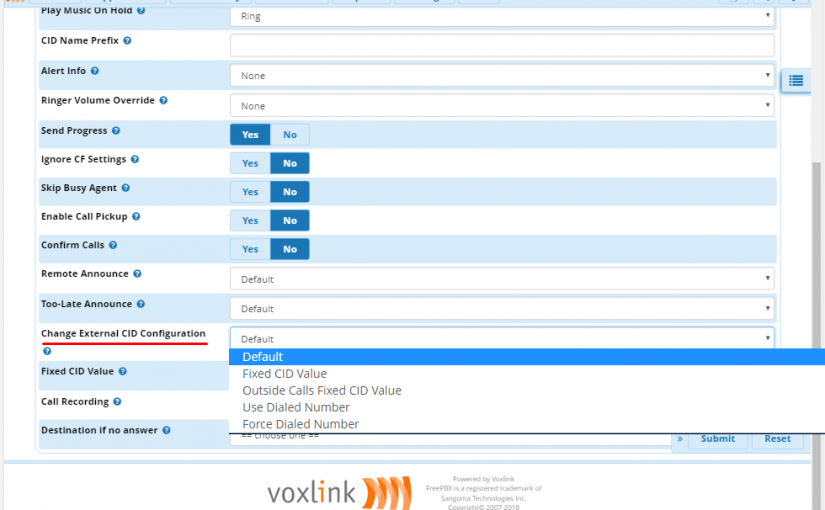 Play Music On Hold
Ring
CID Name Prefix
Alert Info
None
Ringer Volume Override
None
Send Progress
Yes No
Ignore CF Settings
Yes No
Skip Busy Agent
Yes No
Enable Call Pickup
Yes No
Confirm Calls
Yes No
Remote Announce
Default
Too-Late Announce
Default
Change External CID Configuration
Default
Default
Fixed CID Value
Fixed CID Value
Outside Calls Fixed CID Value
Call Recording
Use Dialed Number
Force Dialed Number
Destination if no answer
== choose one ==
» Submit Reset
voxlink
Powered by Voxlink
FreePBX is a registered trademark of
Sangoma Technologies Inc.
Copyright© 2007-2018